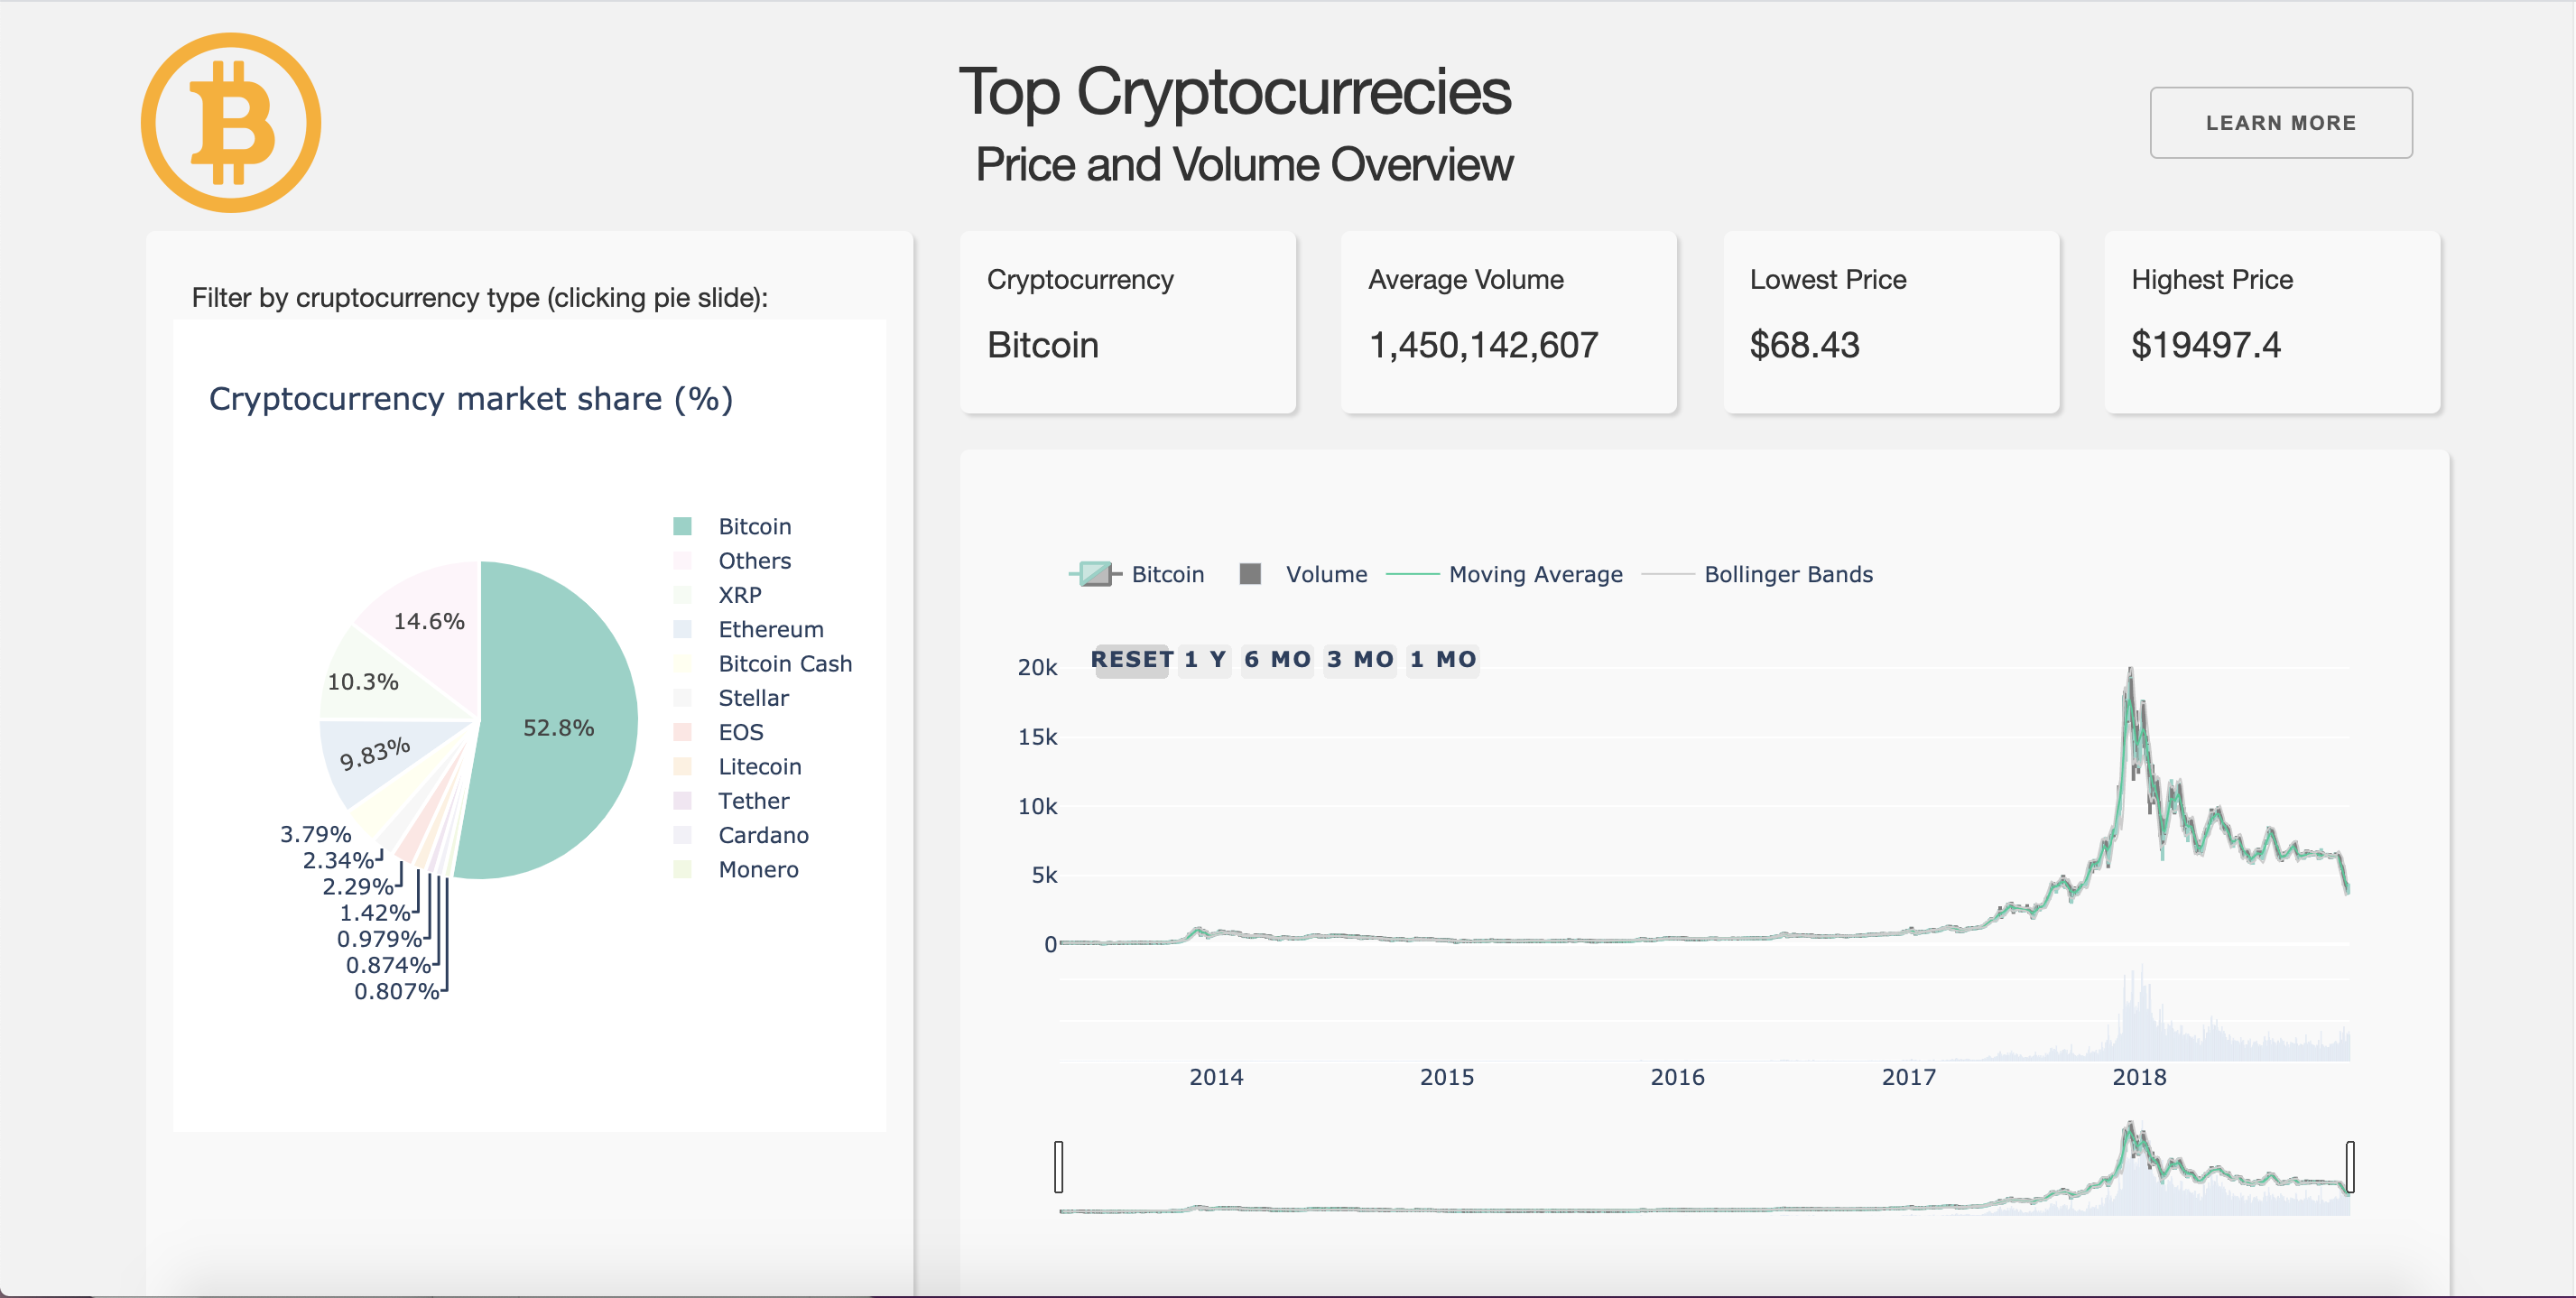 Top Cryptocurrecies
Price and Volume Overview
LEARN MORE
Filter by cruptocurrency type (clicking pie slide):
Cryptocurrency market share (%)
Bitcoin
Others
XRP
Ethereum
Bitcoin Cash
Stellar
EOS
Litecoin
Tether
Cardano
Monero
52.8%
14.6%
10.3%
9.83%
3.79%
2.34%
2.29%
1.42%
0.979%
0.874%
0.807%
Cryptocurrency
Bitcoin
Average Volume
1,450,142,607
Lowest Price
$68.43
Highest Price
$19497.4
Bitcoin Volume Moving Average Bollinger Bands
RESET 1 Y 6 MO 3 MO 1 MO
20k
15k
10k
5k
0
2014 2015 2016 2017 2018